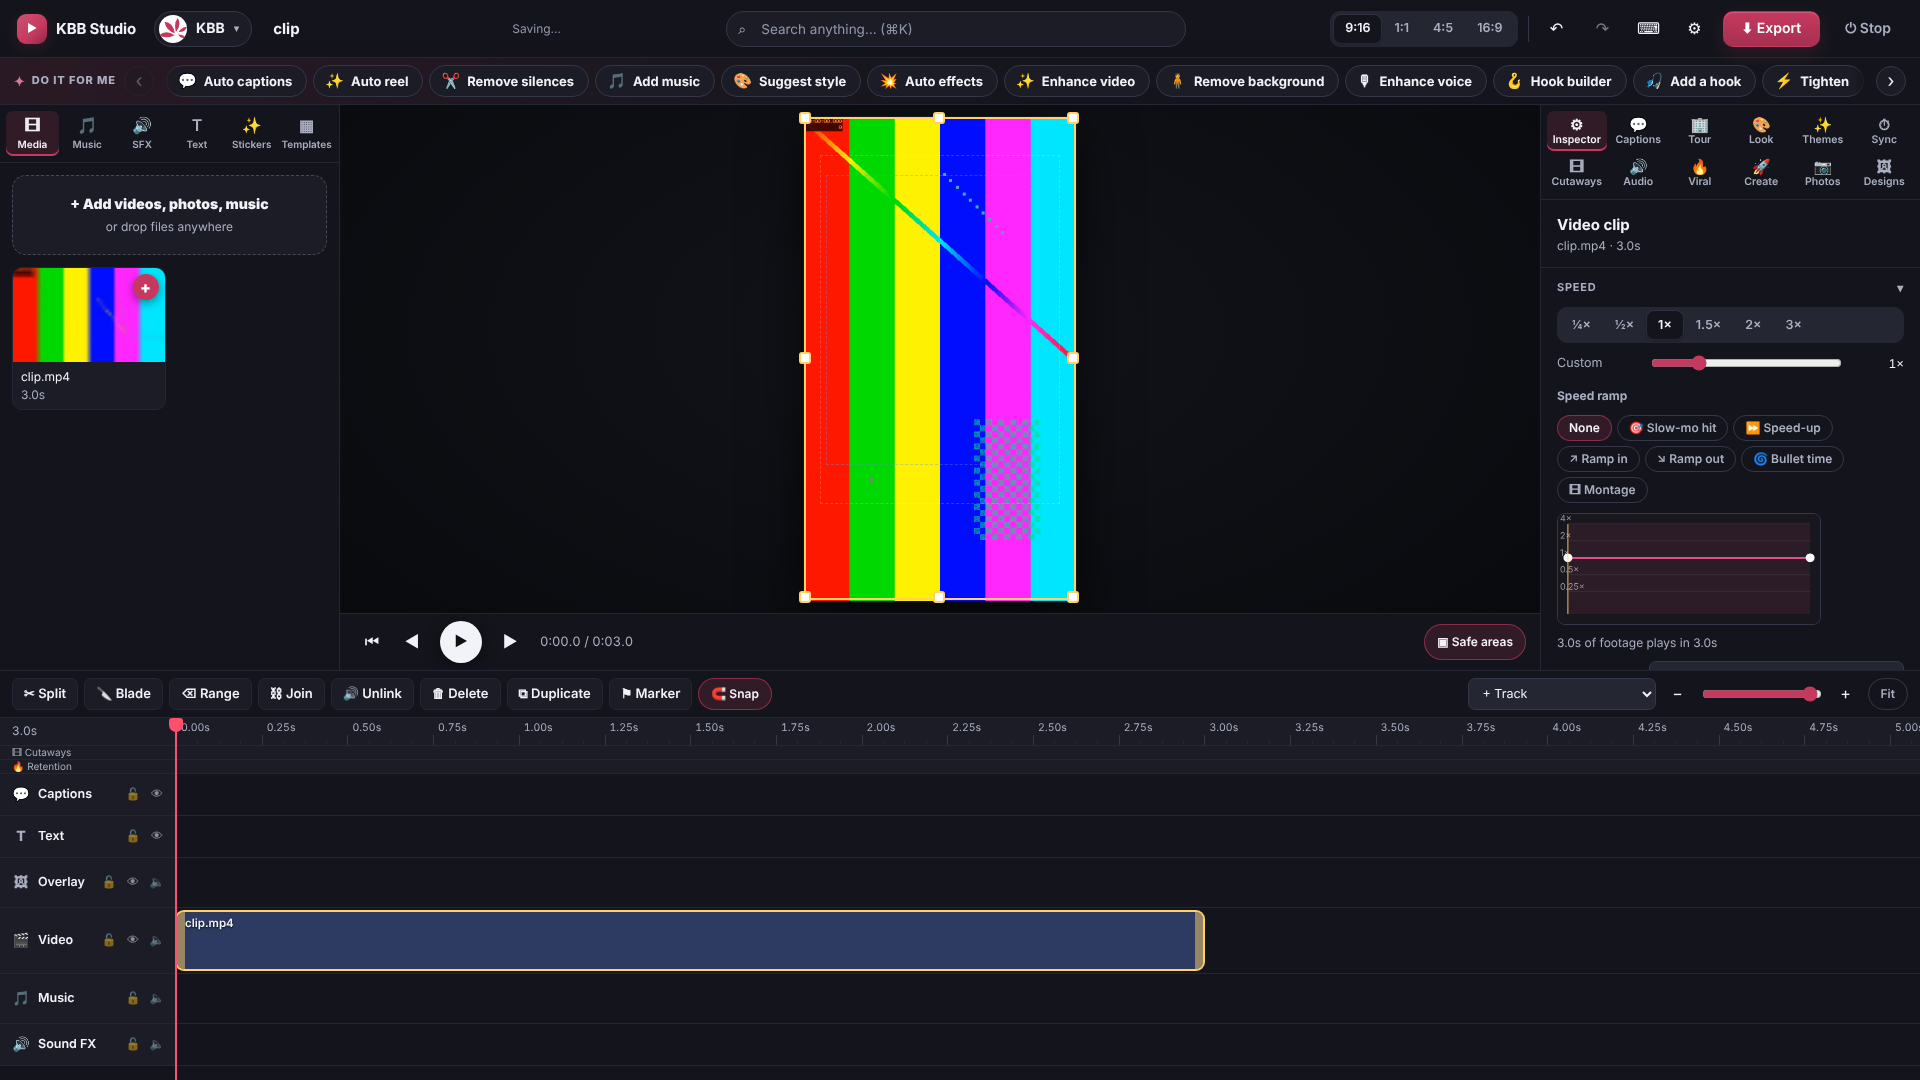 KBB Studio
KBB
clip
Saving...
Search anything... (⌘K)
9:16 1:1 4:5 16:9
Export
Stop
DO IT FOR ME
Auto captions
Auto reel
Remove silences
Add music
Suggest style
Auto effects
Enhance video
Remove background
Enhance voice
Hook builder
Add a hook
Tighten
Media Music SFX Text Stickers Templates
+ Add videos, photos, music
or drop files anywhere
clip.mp4
3.0s
0:00.0 / 0:03.0
Safe areas
Inspector Captions Tour Look Themes Sync
Cutaways Audio Viral Create Photos Designs
Video clip
clip.mp4 · 3.0s
SPEED
¼× ½× 1× 1.5× 2× 3×
Custom 1×
Speed ramp
None Slow-mo hit Speed-up
Ramp in Ramp out Bullet time
Montage
4×
2×
1×
0.5×
0.25×
3.0s of footage plays in 3.0s
Split Blade Range Join Unlink Delete Duplicate Marker Snap
+ Track
Fit
3.0s
0.00s 0.25s 0.50s 0.75s 1.00s 1.25s 1.50s 1.75s 2.00s 2.25s 2.50s 2.75s 3.00s 3.25s 3.50s 3.75s 4.00s 4.25s 4.50s 4.75s 5.00s
Cutaways
Retention
Captions
Text
Overlay
Video
clip.mp4
Music
Sound FX